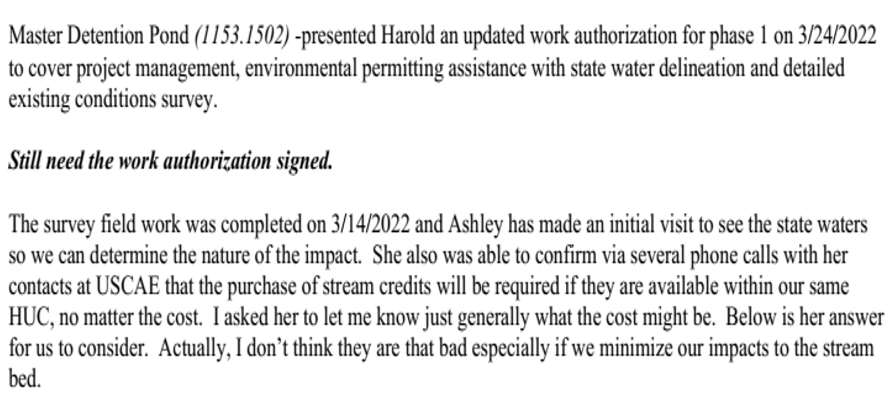 Master Detention Pond (1153.1502) -presented Harold an updated work authorization for phase 1 on 3/24/2022
to cover project management, environmental permitting assistance with state water delineation and detailed
existing conditions survey.
Still need the work authorization signed.
The survey field work was completed on 3/14/2022 and Ashley has made an initial visit to see the state waters
so we can determine the nature of the impact.  She also was able to confirm via several phone calls with her
contacts at USCAE that the purchase of stream credits will be required if they are available within our same
HUC, no matter the cost.  I asked her to let me know just generally what the cost might be.  Below is her answer
for us to consider.  Actually, I don’t think they are that bad especially if we minimize our impacts to the stream
bed.